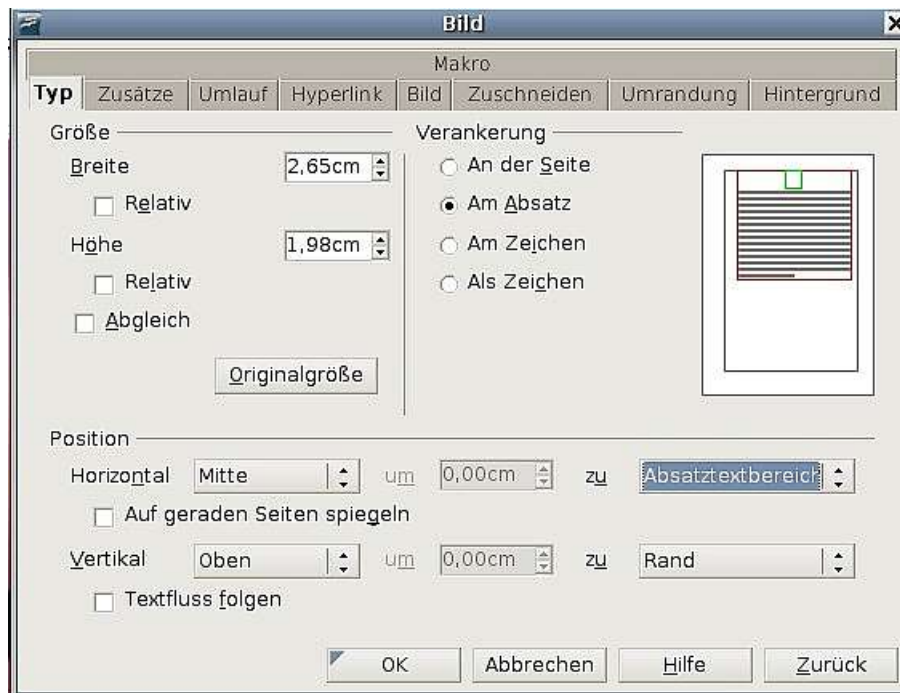 Bild
Makro
Typ Zusätze Umlauf Hyperlink Bild Zuschneiden Umrandung Hintergrund
Größe
Breite 2,65cm
Relativ
Höhe 1,98cm
Relativ
Abgleich
Originalgröße
Verankerung
An der Seite
Am Absatz
Am Zeichen
Als Zeichen
Position
Horizontal Mitte um 0,00cm zu Absatztextbereich
Auf geraden Seiten spiegeln
Vertikal Oben um 0,00cm zu Rand
Textfluss folgen
OK Abbrechen Hilfe Zurück